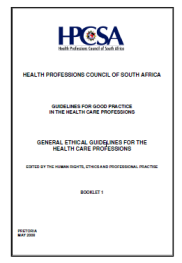 HPCSA
Health Professions Council of South Africa
HEALTH PROFESSIONS COUNCIL OF SOUTH AFRICA
GUIDELINES FOR GOOD PRACTICE
IN THE HEALTH CARE PROFESSIONS
GENERAL ETHICAL GUIDELINES FOR THE
HEALTH CARE PROFESSIONS
EDITED BY THE HUMAN RIGHTS, ETHICS AND PROFESSIONAL PRACTICE
BOOKLET 1
PRETORIA
MAY 2008